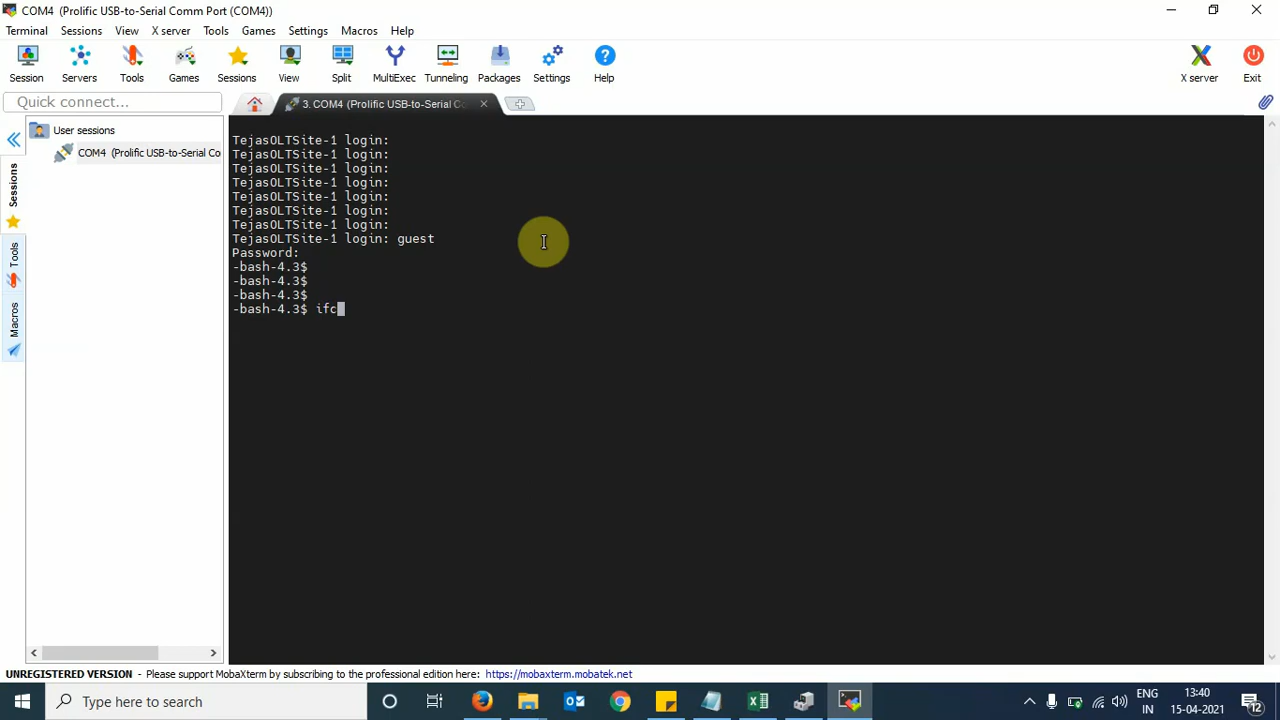 COM4 (Prolific USB-to-Serial Comm Port (COM4))
Terminal Sessions View X server Tools Games Settings Macros Help
Session Servers Tools Games Sessions View Split MultiExec Tunneling Packages Settings Help X server Exit
Quick connect...
3. COM4 (Prolific USB-to-Serial Co
User sessions
COM4 (Prolific USB-to-Serial Co
Sessions
Tools
Macros
TejasOLTSite-1 login:
TejasOLTSite-1 login:
TejasOLTSite-1 login:
TejasOLTSite-1 login:
TejasOLTSite-1 login:
TejasOLTSite-1 login:
TejasOLTSite-1 login:
TejasOLTSite-1 login: guest
Password:
-bash-4.3$
-bash-4.3$
-bash-4.3$
-bash-4.3$ ifc
UNREGISTERED VERSION - Please support MobaXterm by subscribing to the professional edition here: https://mobaxterm.mobatek.net
Type here to search
ENG
IN
13:40
15-04-2021
12